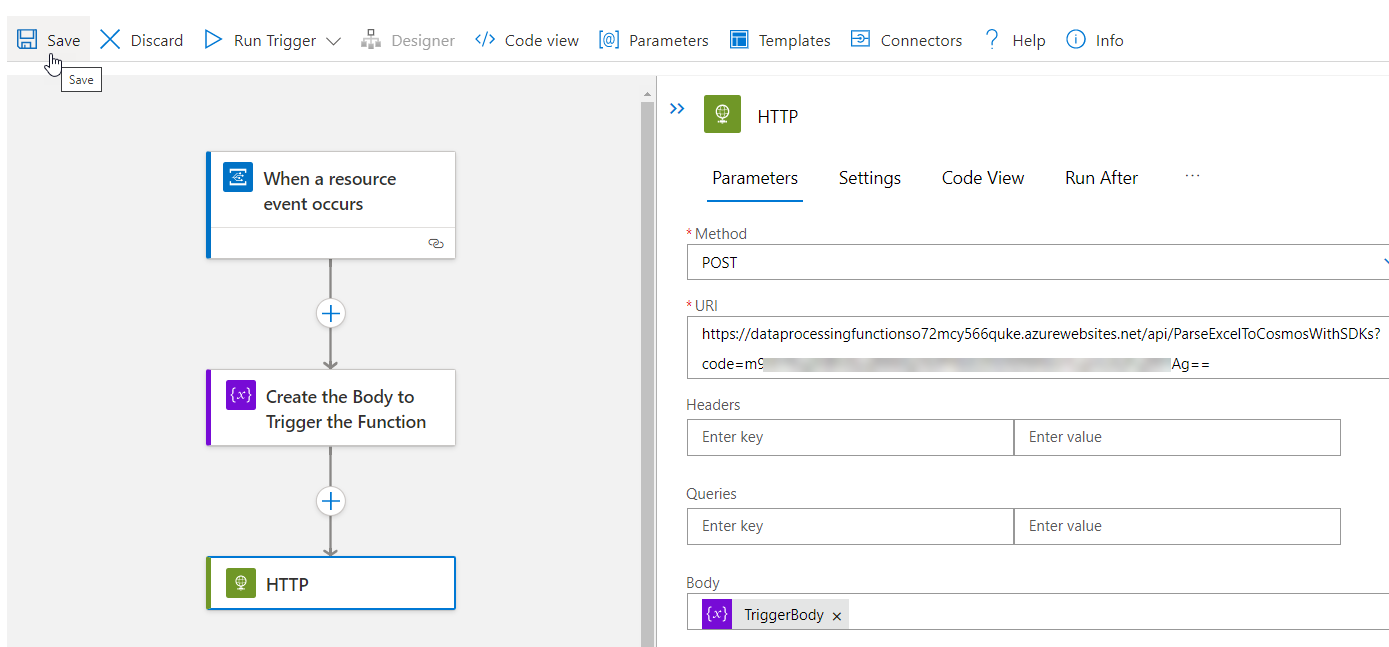 Save
Discard
Run Trigger
Designer
</> Code view
[@] Parameters
Templates
Connectors
? Help
Info
Save
When a resource
event occurs
Create the Body to
Trigger the Function
HTTP
HTTP
Parameters
Settings
Code View
Run After
...
* Method
POST
* URI
https://dataprocessingfunctionso72mcy566quke.azurewebsites.net/api/ParseExcelToCosmosWithSDKs?
code=m9 Ag==
Headers
Enter key
Enter value
Queries
Enter key
Enter value
Body
{x} TriggerBody ×